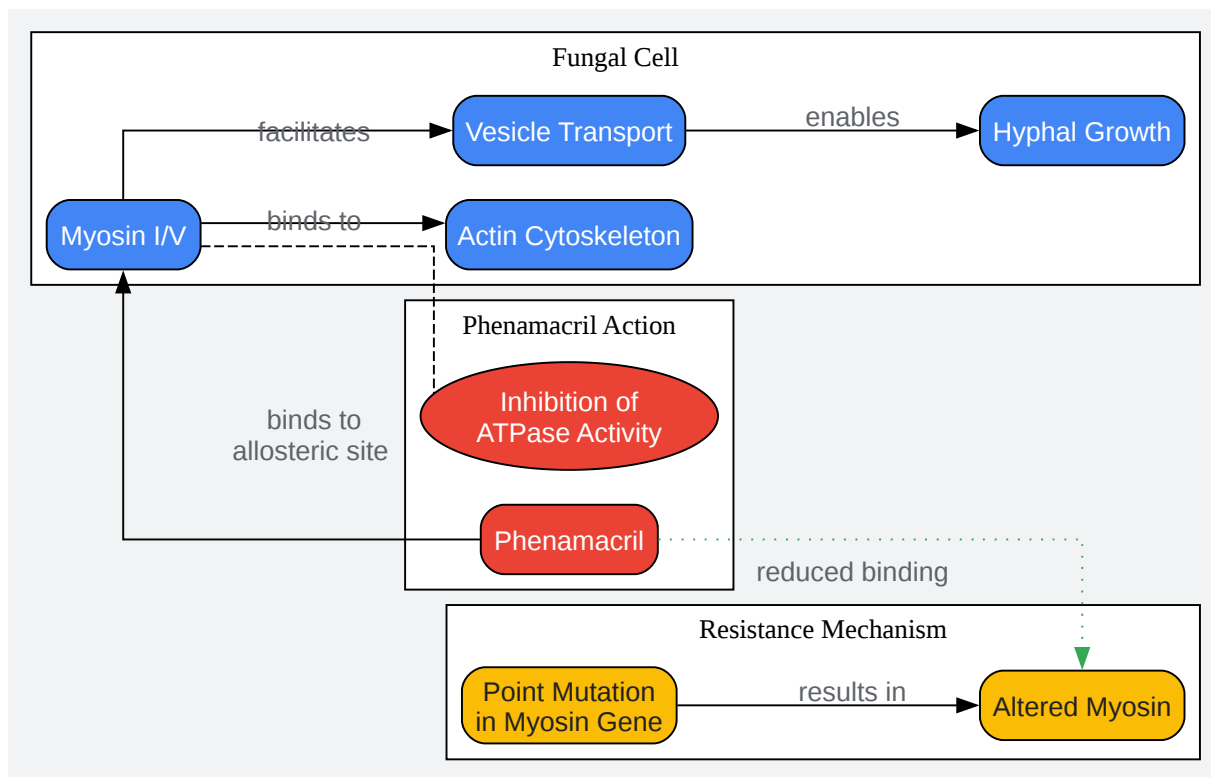 Fungal Cell
facilitates
Vesicle Transport
enables
Hyphal Growth
Myosin I/V
binds to
Actin Cytoskeleton
Phenamacril Action
Inhibition of
ATPase Activity
binds to
allosteric site
Phenamacril
reduced binding
Resistance Mechanism
Point Mutation
in Myosin Gene
results in
Altered Myosin